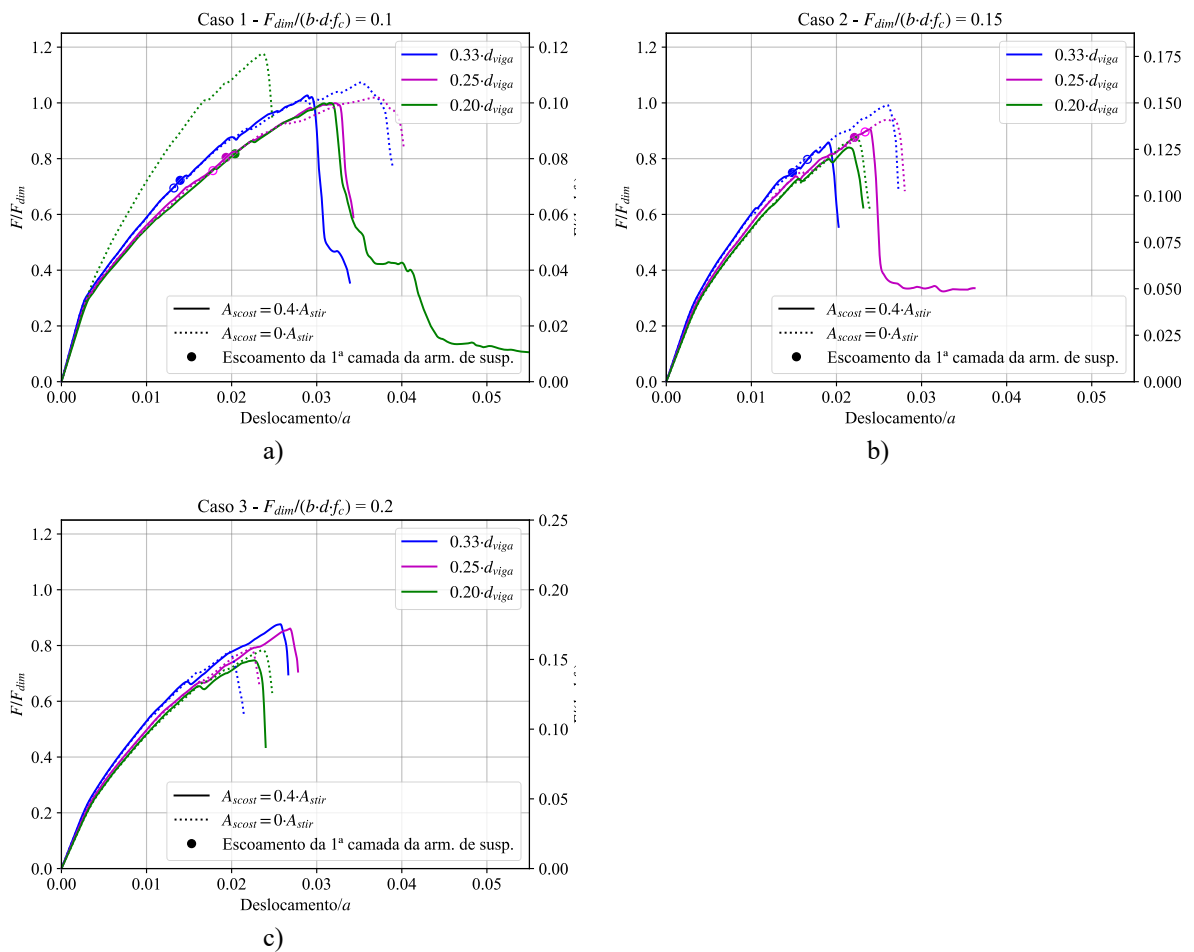 Caso 1 - F_dim/(b·d·f_c) = 0.1
1.2
1.0
0.8
0.6
0.4
0.2
0.0
F/F_dim
0.12
0.10
0.08
0.06
0.04
0.02
0.00
0.33·d_viga
0.25·d_viga
0.20·d_viga
A_scost = 0.4·A_stir
A_scost = 0·A_stir
Escoamento da 1ª camada da arm. de susp.
0.00 0.01 0.02 0.03 0.04 0.05
Deslocamento/a
a)
Caso 2 - F_dim/(b·d·f_c) = 0.15
1.2
1.0
0.8
0.6
0.4
0.2
0.0
F/F_dim
0.175
0.150
0.125
0.100
0.075
0.050
0.025
0.000
0.33·d_viga
0.25·d_viga
0.20·d_viga
A_scost = 0.4·A_stir
A_scost = 0·A_stir
Escoamento da 1ª camada da arm. de susp.
0.00 0.01 0.02 0.03 0.04 0.05
Deslocamento/a
b)
Caso 3 - F_dim/(b·d·f_c) = 0.2
1.2
1.0
0.8
0.6
0.4
0.2
0.0
F/F_dim
0.25
0.20
0.15
0.10
0.05
0.00
0.33·d_viga
0.25·d_viga
0.20·d_viga
A_scost = 0.4·A_stir
A_scost = 0·A_stir
Escoamento da 1ª camada da arm. de susp.
0.00 0.01 0.02 0.03 0.04 0.05
Deslocamento/a
c)